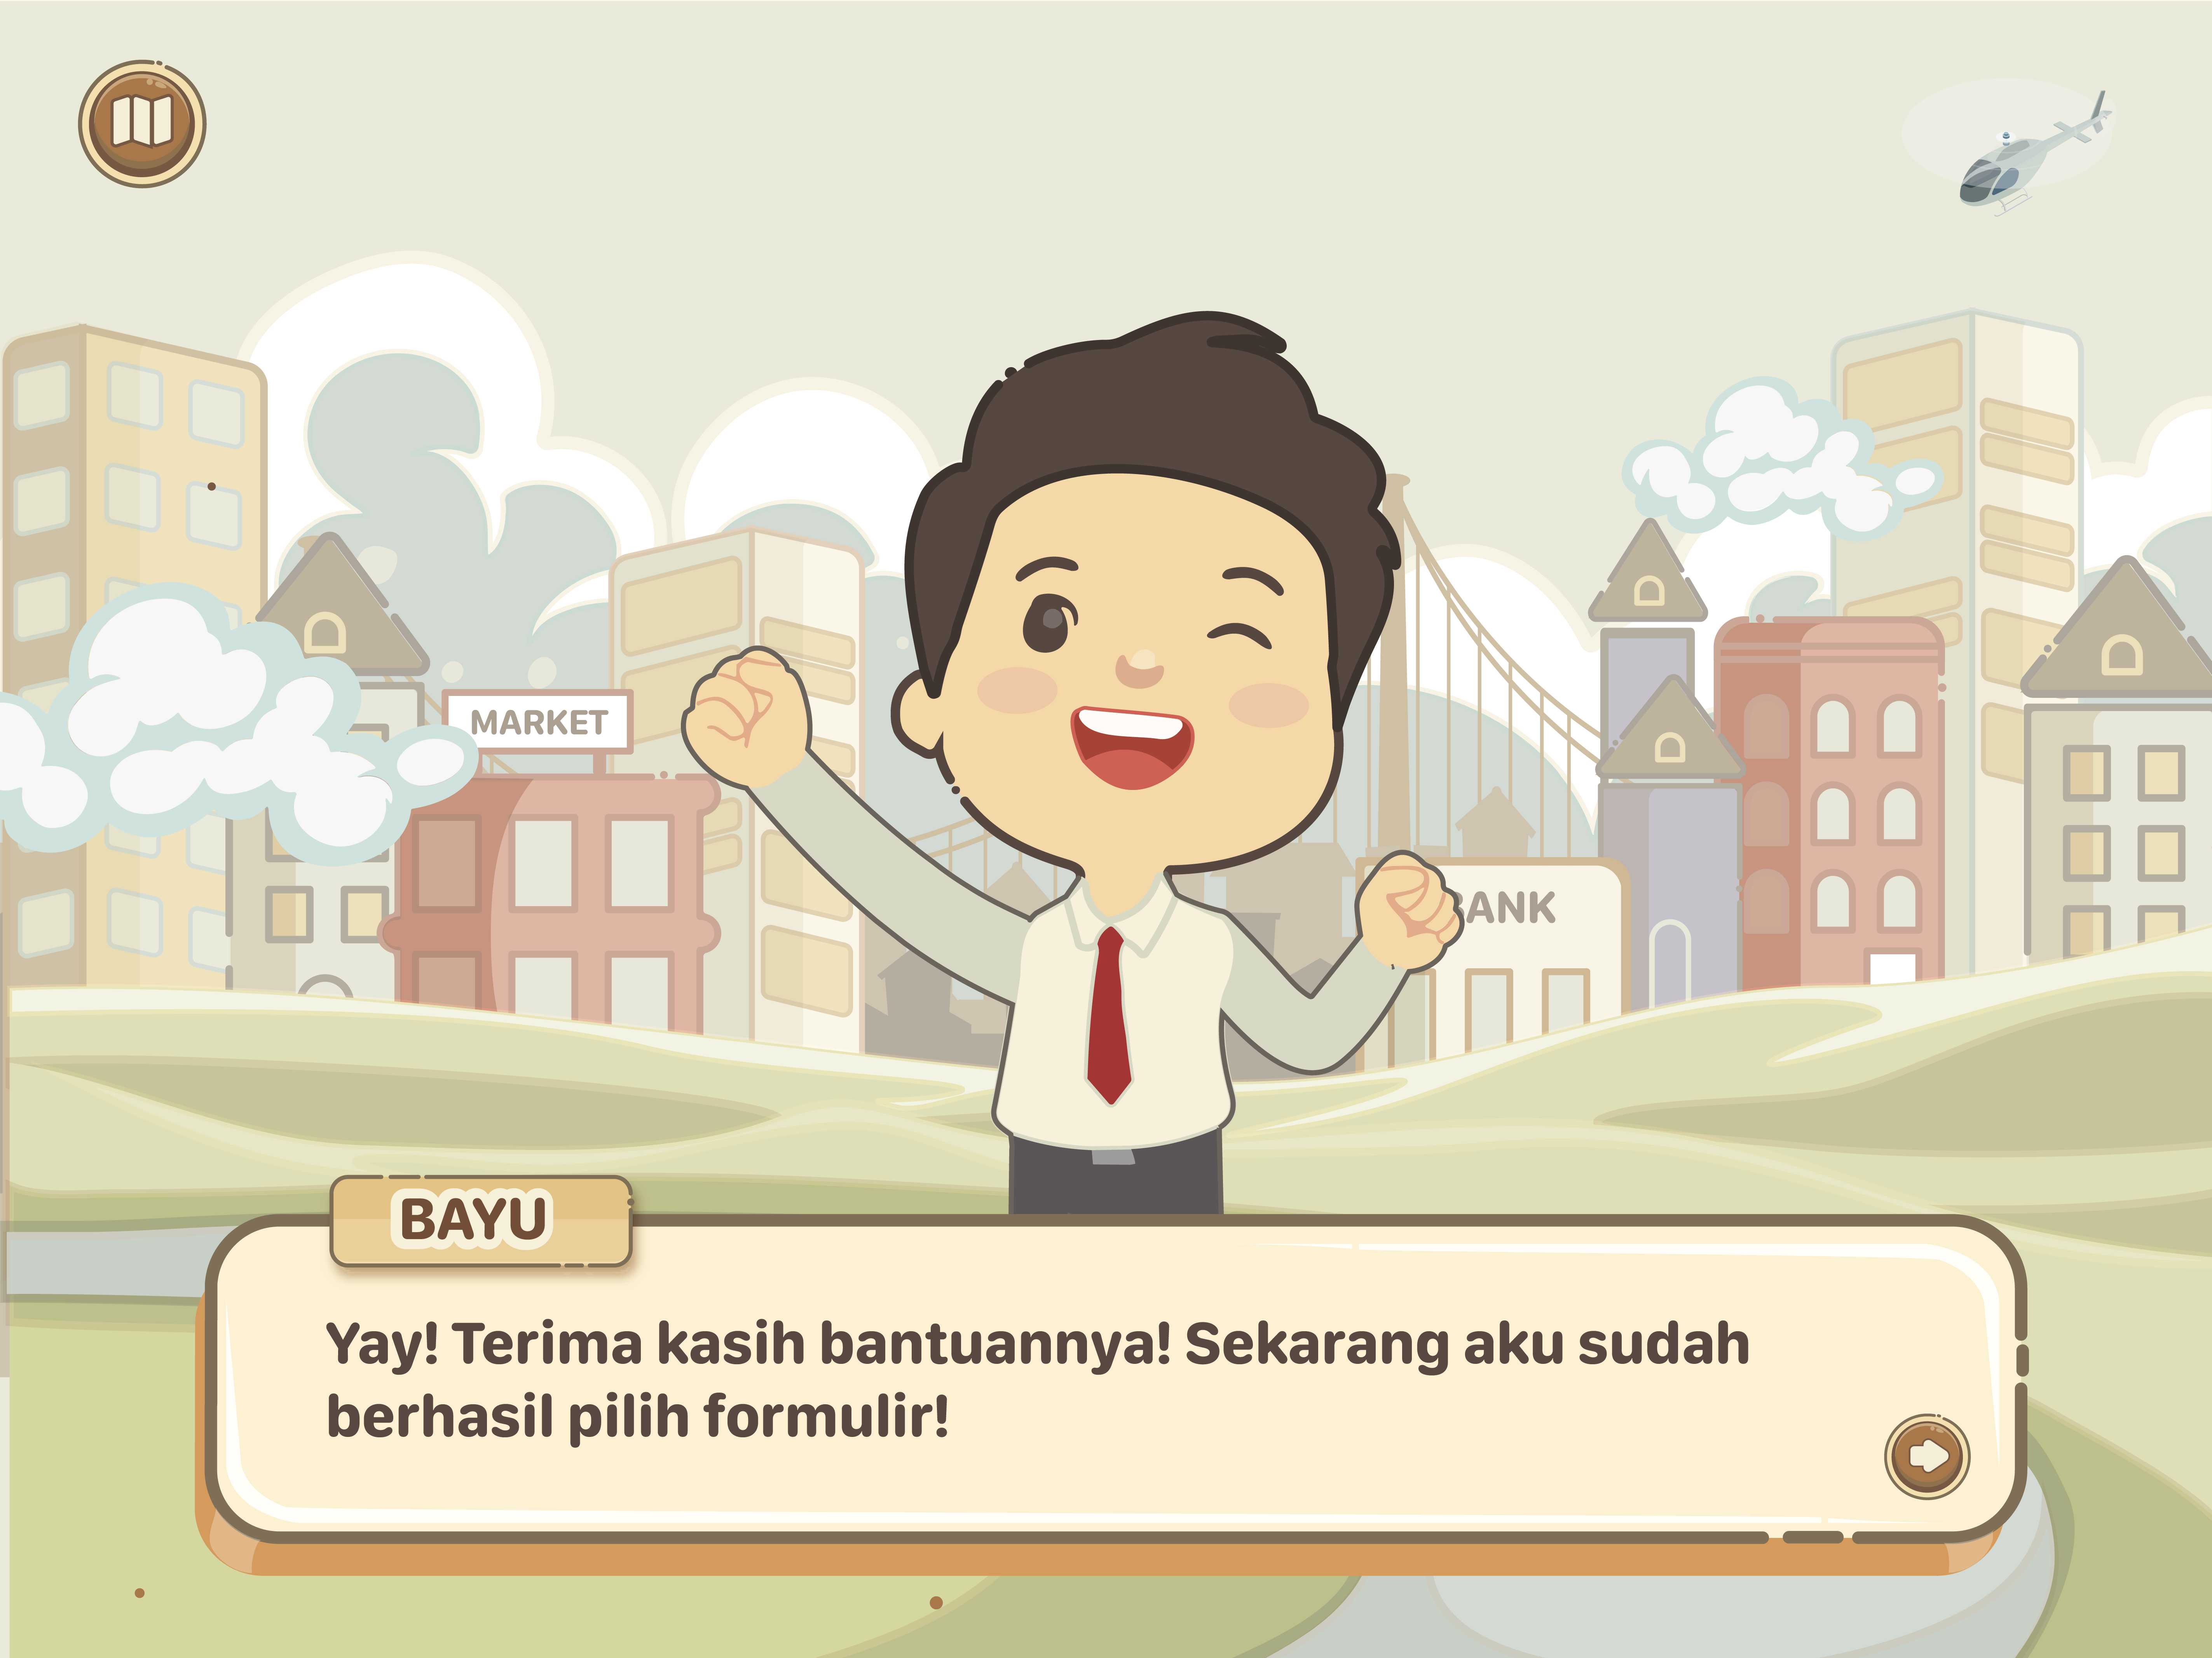 MARKET
ANK
BAYU
Yay! Terima kasih bantuannya! Sekarang aku sudah
berhasil pilih formulir!